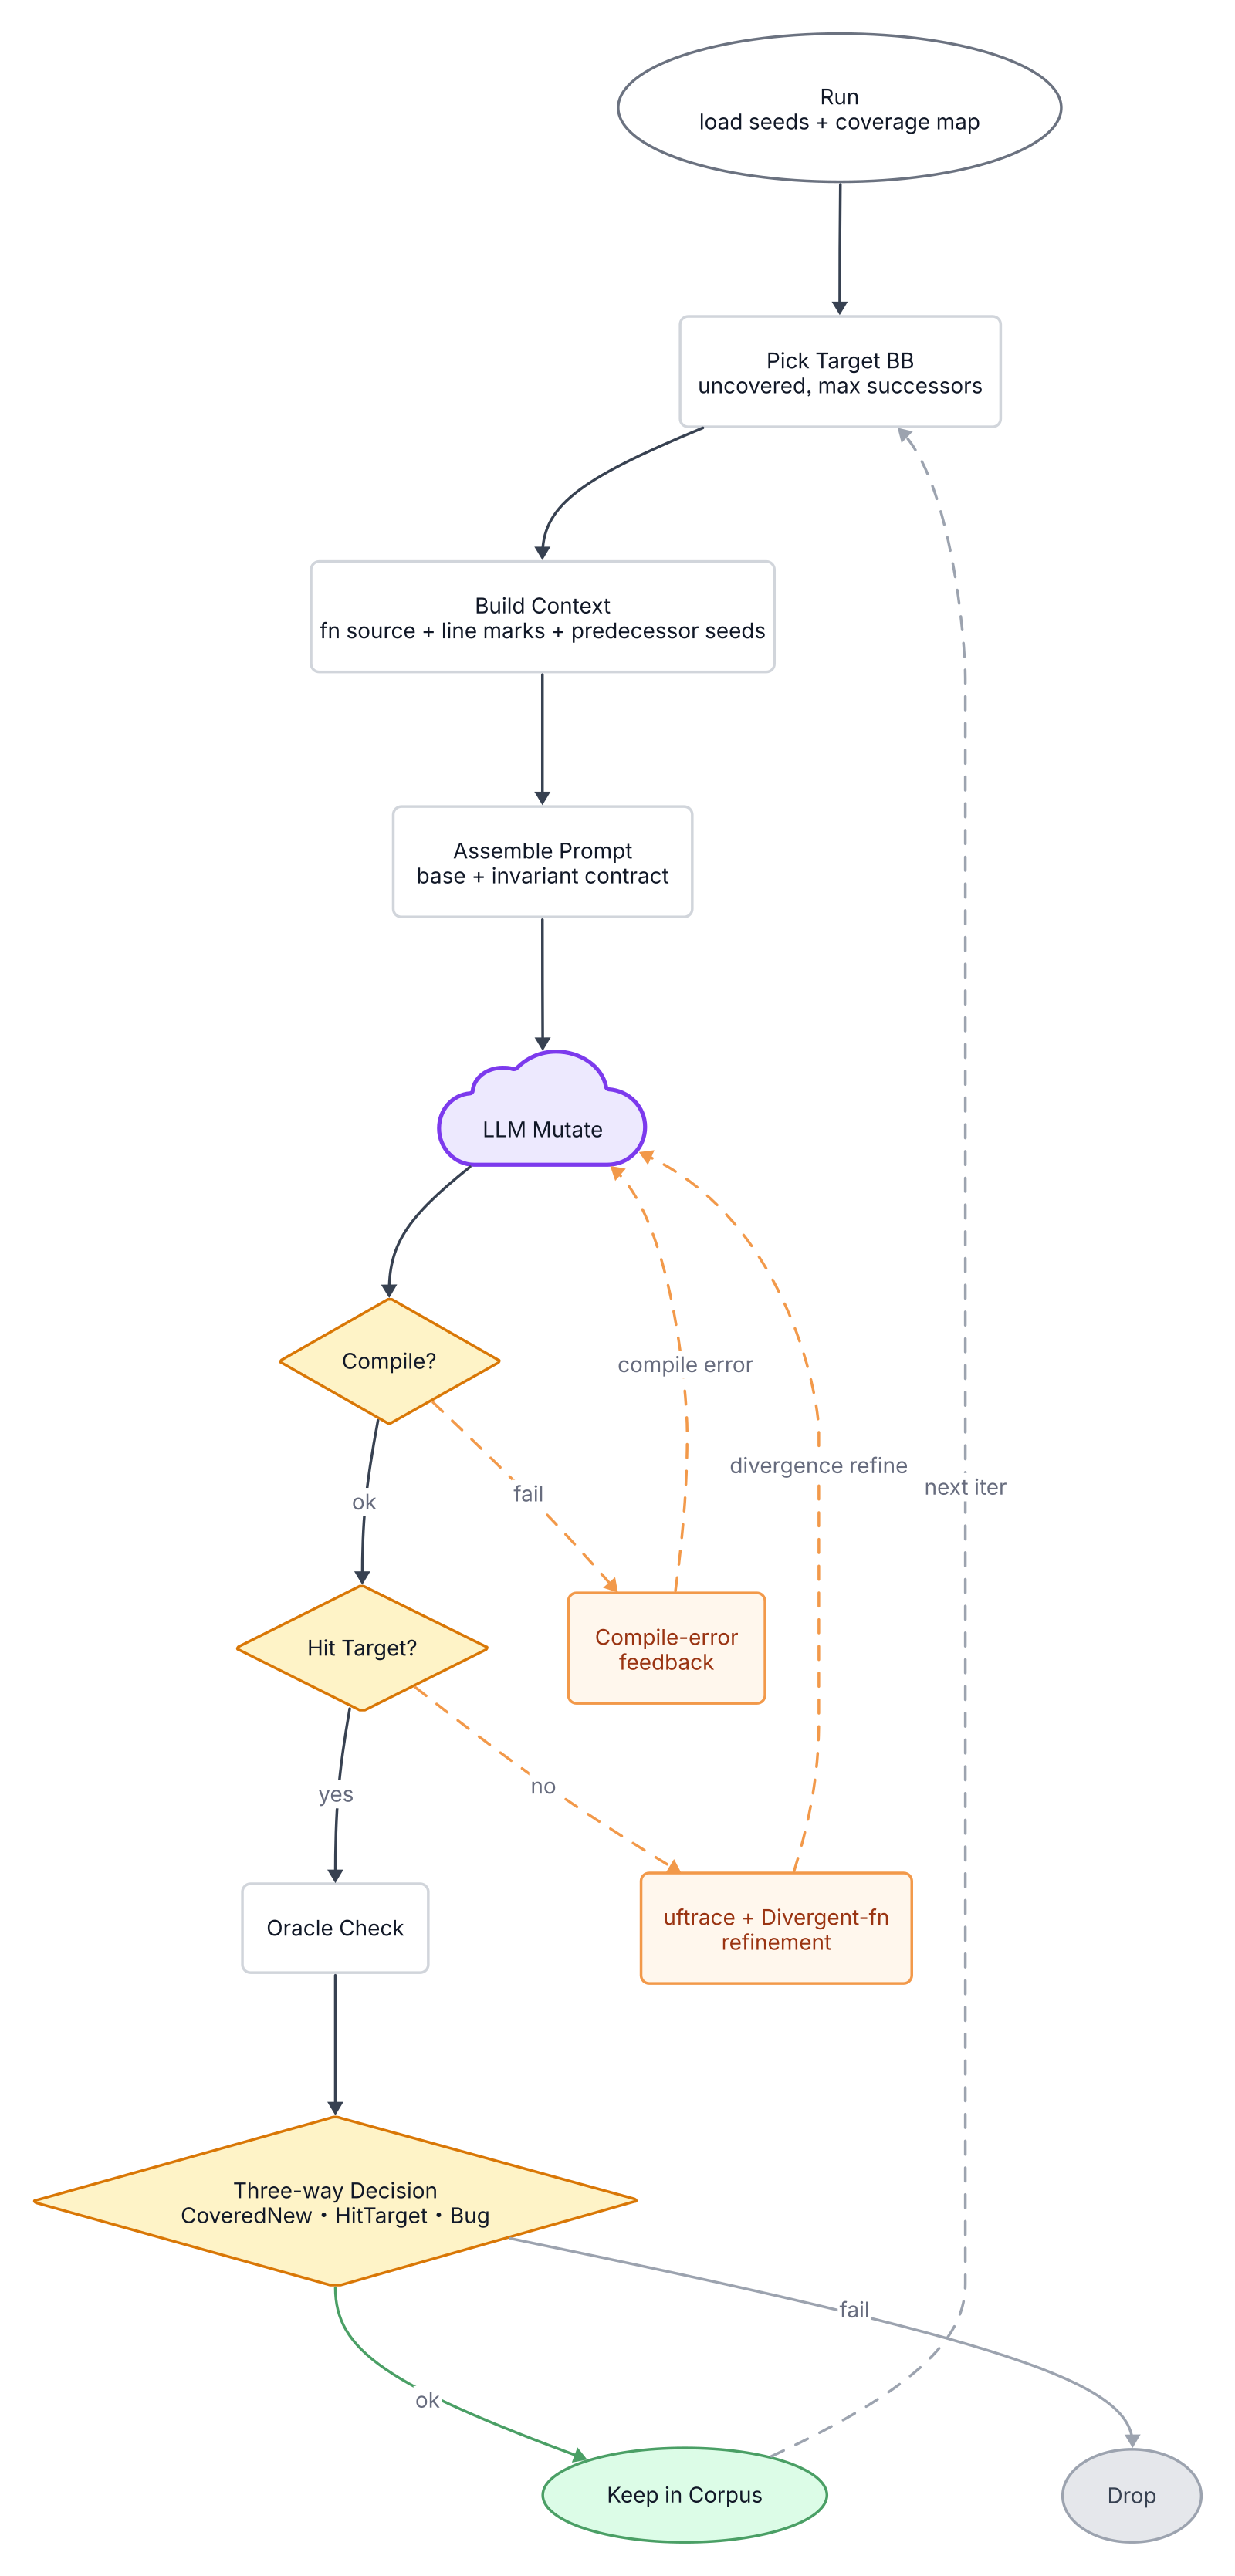 Run
load seeds + coverage map
Pick Target BB
uncovered, max successors
Build Context
fn source + line marks + predecessor seeds
Assemble Prompt
base + invariant contract
LLM Mutate
Compile?
compile error
divergence refine
next iter
fail
ok
Compile-error
feedback
Hit Target?
no
yes
uftrace + Divergent-fn
refinement
Oracle Check
Three-way Decision
CoveredNew • HitTarget • Bug
fail
ok
Keep in Corpus
Drop